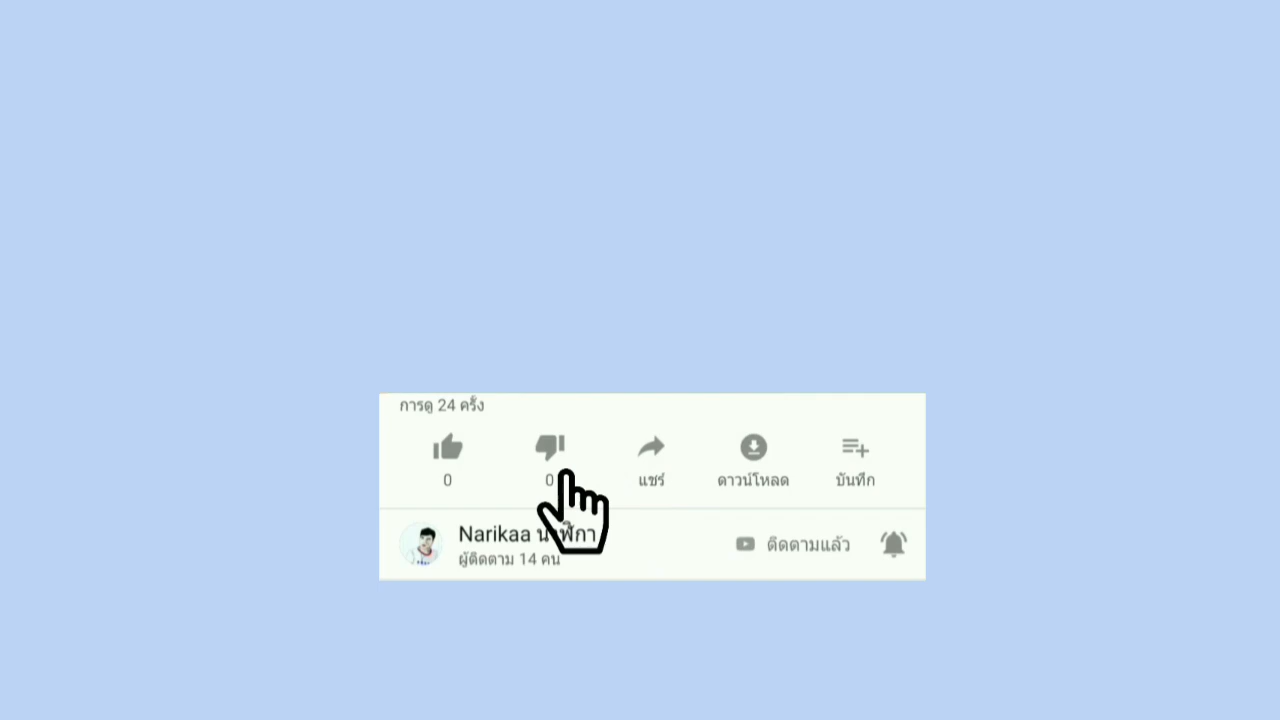 การดู 24 ครั้ง
0 0 แชร์ ดาวน์โหลด บันทึก
Narikaa ติดตามแล้ว
ผู้ติดตาม 14 คน